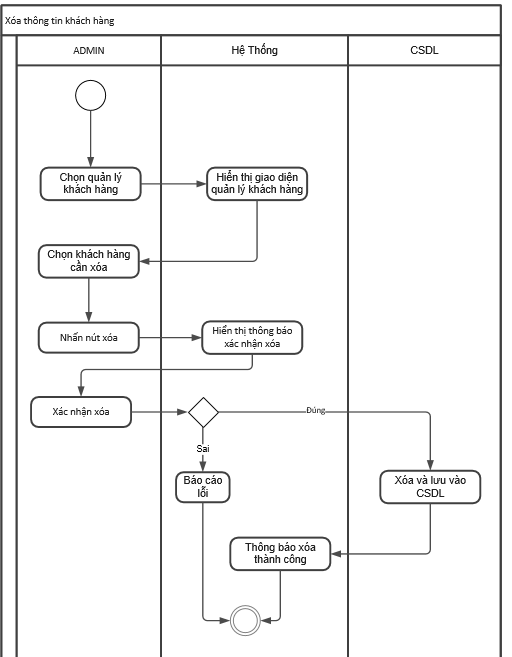 Xóa thông tin khách hàng
ADMIN
Hệ Thống
CSDL
Chọn quản lý
khách hàng
Hiển thị giao diện
quản lý khách hàng
Chọn khách hàng
cần xóa
Nhấn nút xóa
Hiển thị thông báo
xác nhận xóa
Xác nhận xóa
Đúng
Sai
Báo cáo
lỗi
Xóa và lưu vào
CSDL
Thông báo xóa
thành công